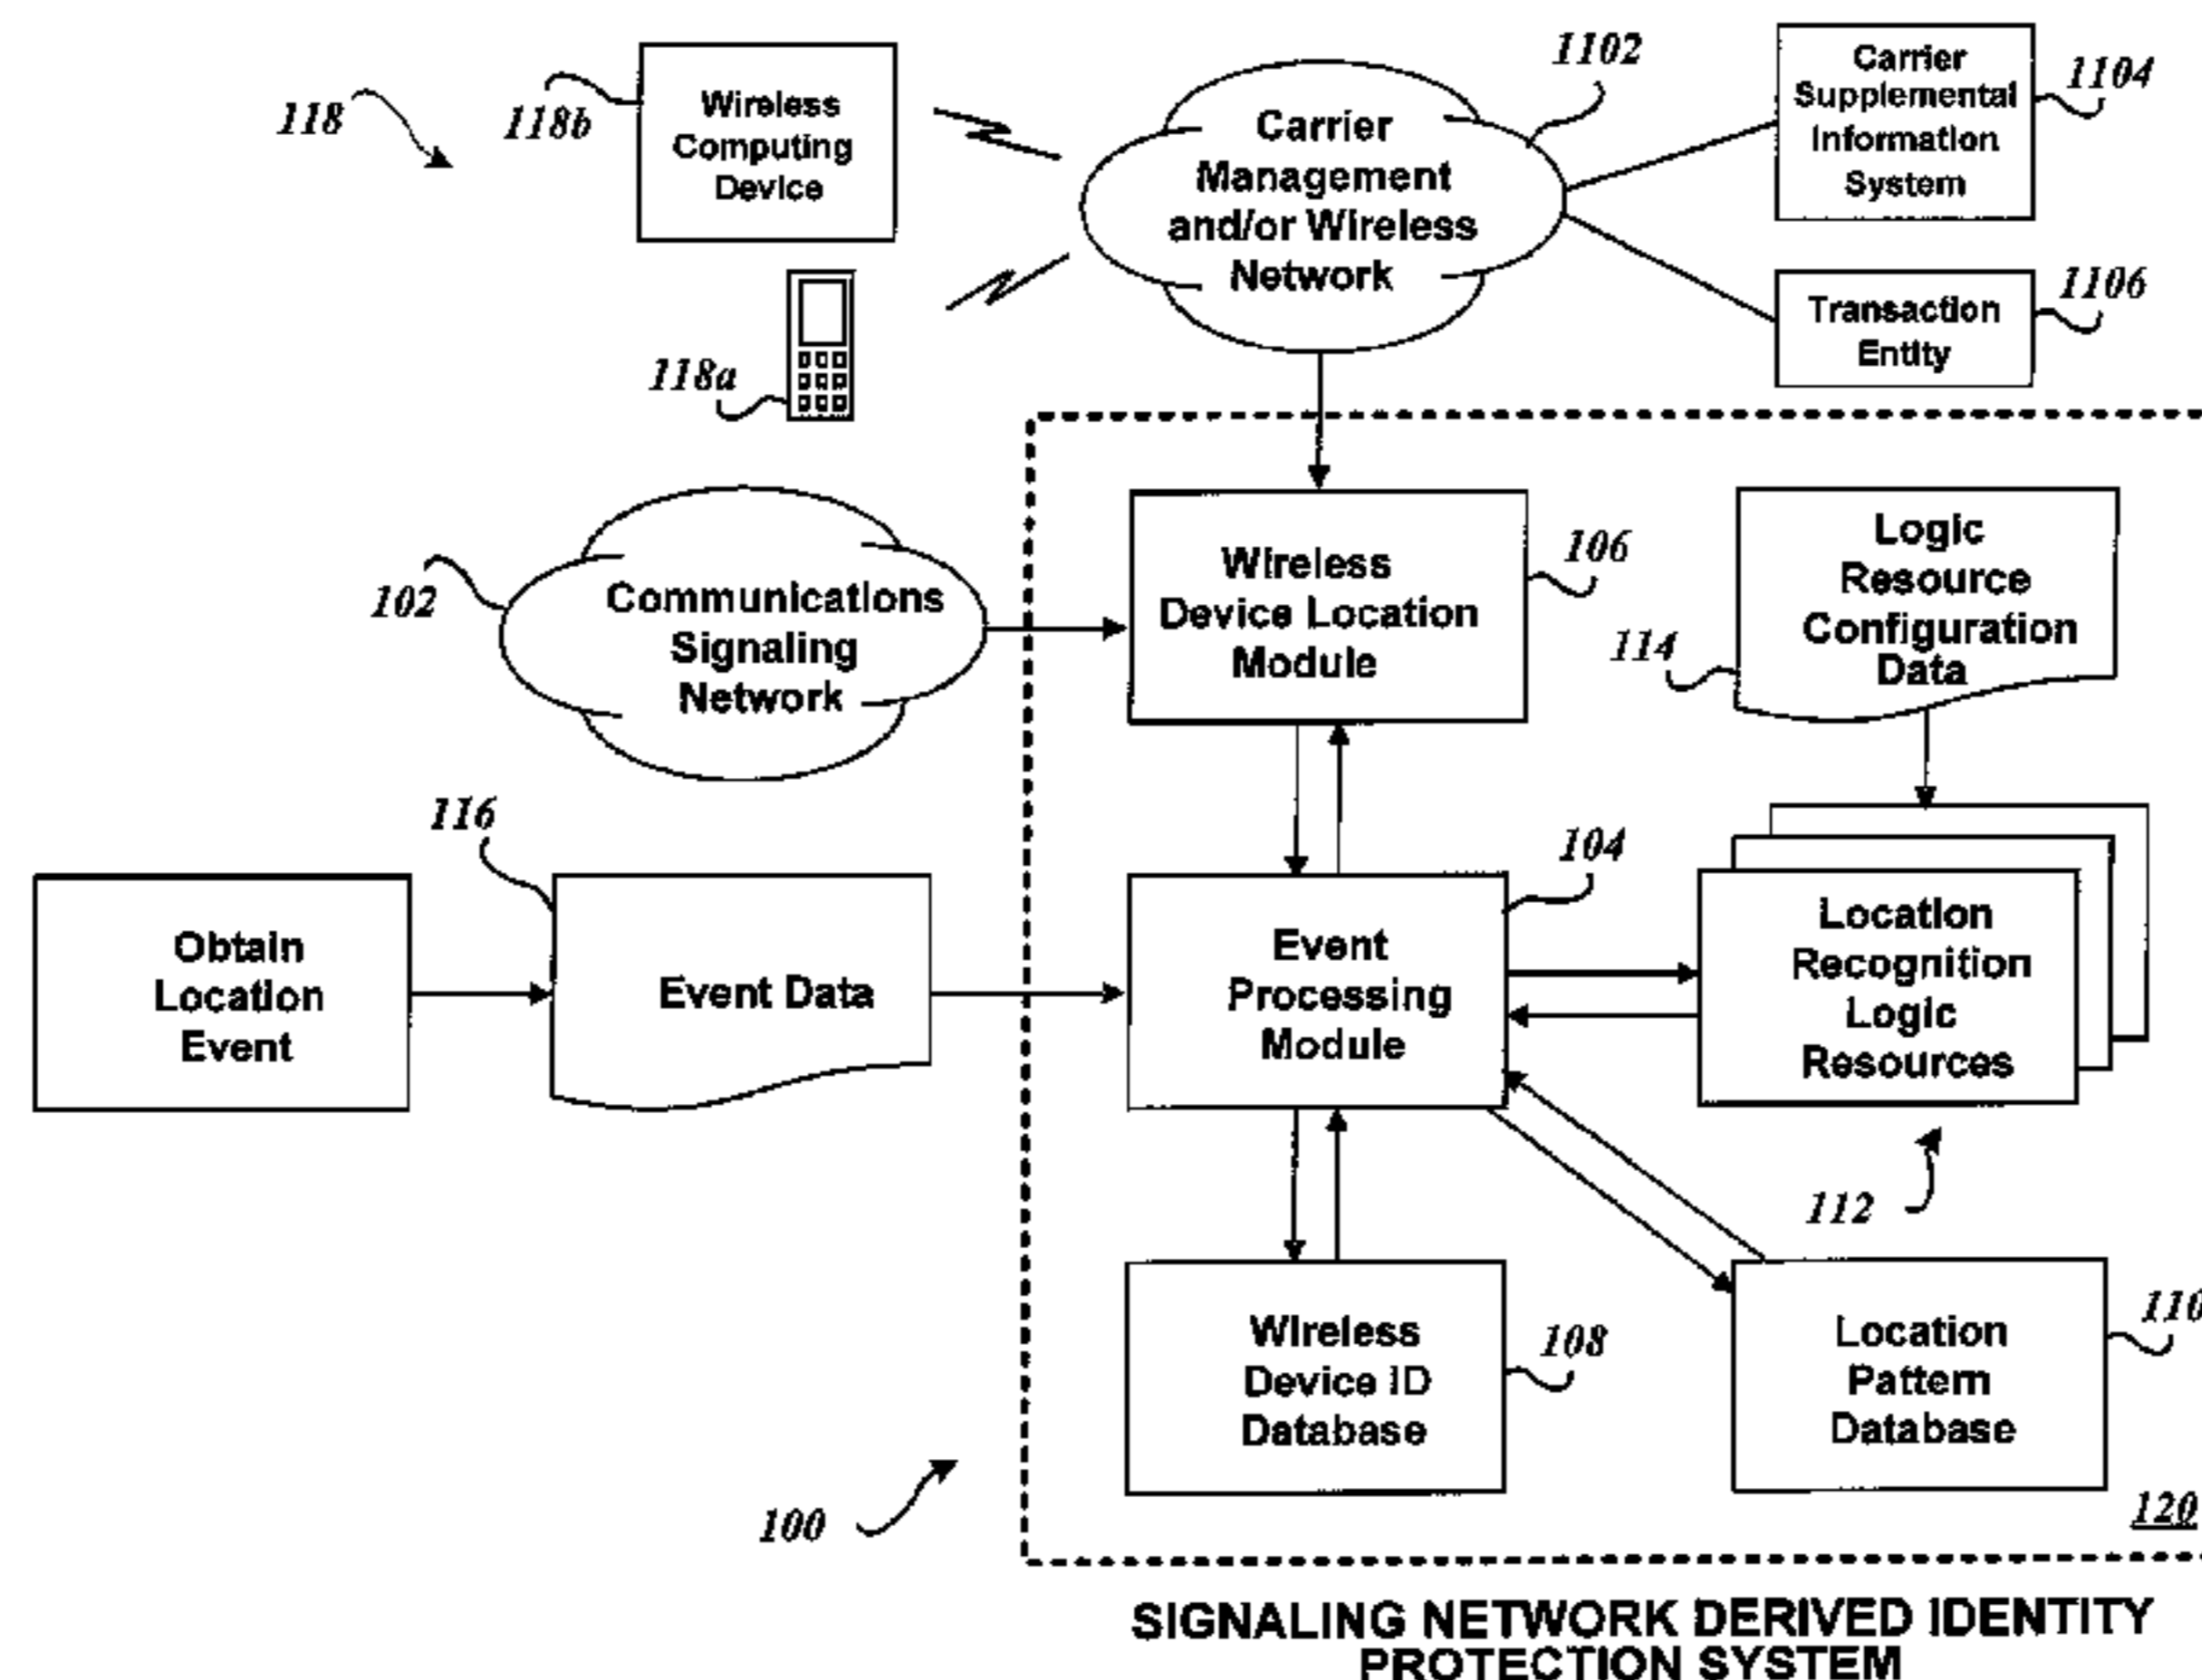 118
118b
Wireless
Computing
Device
118a
Carrier
Management
and/or Wireless
Network
1102
Carrier
Supplemental
Information
System
1104
Transaction
Entity
1106
102
Communications
Signaling
Network
Wireless
Device Location
Module
106
Logic
Resource
Configuration
Data
114
Obtain
Location
Event
116
Event Data
Event
Processing
Module
104
Location
Recognition
Logic
Resources
112
Wireless
Device ID
Database
108
Location
Pattern
Database
110
100
120
SIGNALING NETWORK DERIVED IDENTITY
PROTECTION SYSTEM